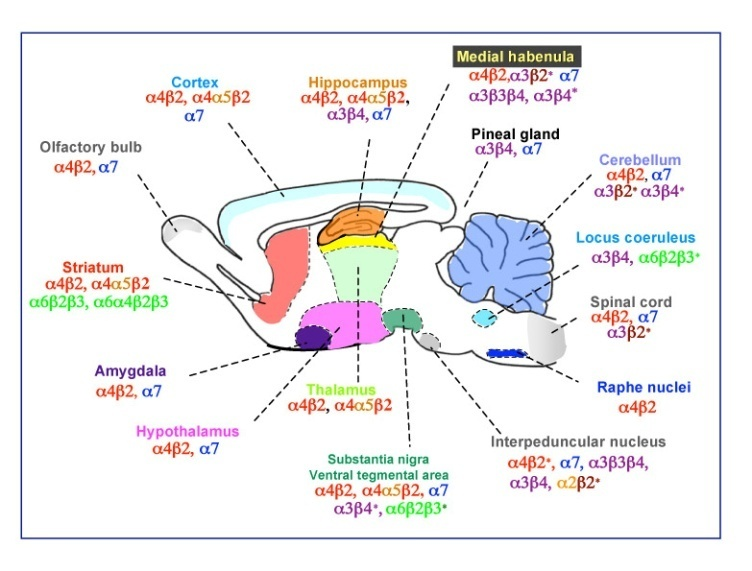 Medial habenula
α4β2,α3β2* α7
α3β3β4, α3β4*
Cortex
α4β2, α4α5β2
α7
Hippocampus
α4β2, α4α5β2,
α3β4, α7
Pineal gland
α3β4, α7
Olfactory bulb
α4β2, α7
Cerebellum
α4β2, α7
α3β2* α3β4*
Locus coeruleus
α3β4, α6β2β3*
Striatum
α4β2, α4α5β2
α6β2β3, α6α4β2β3
Spinal cord
α4β2, α7
α3β2*
Amygdala
α4β2, α7
Thalamus
α4β2, α4α5β2
Raphe nuclei
α4β2
Hypothalamus
α4β2, α7
Substantia nigra
Ventral tegmental area
α4β2, α4α5β2, α7
α3β4*, α6β2β3*
Interpeduncular nucleus
α4β2*, α7, α3β3β4,
α3β4, α2β2*